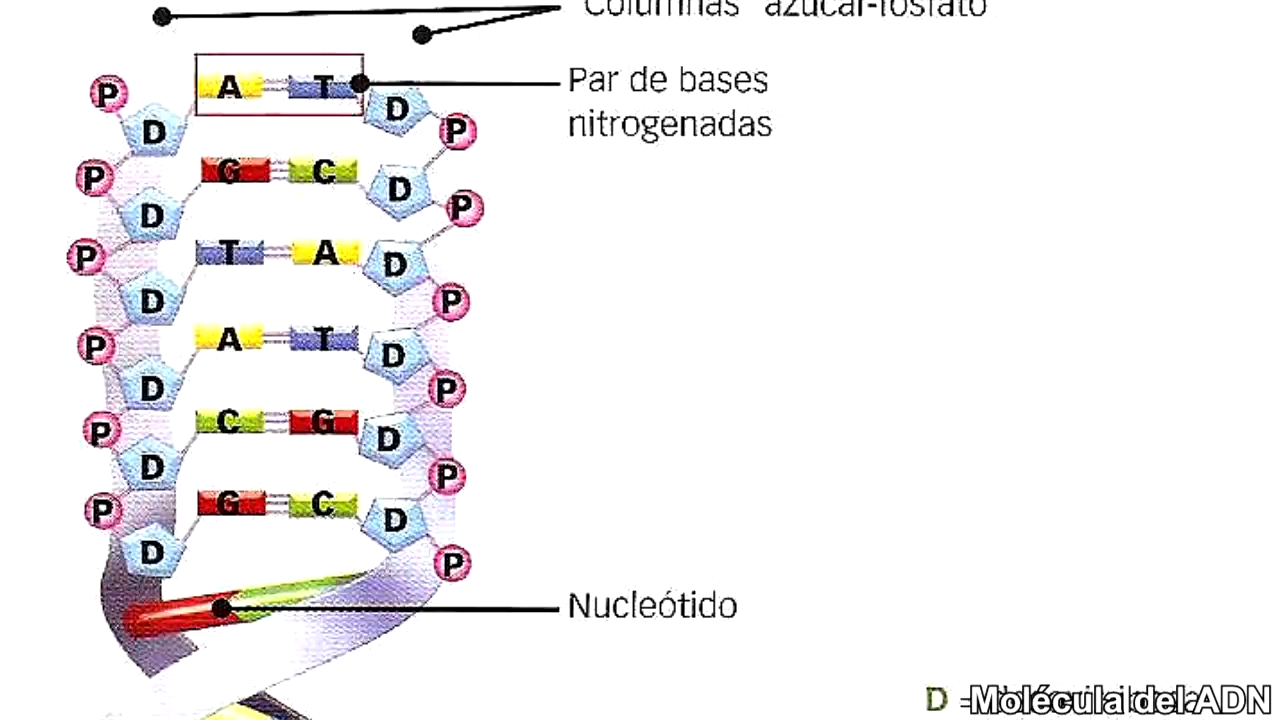 Columnas azúcar-fosfato
Par de bases
nitrogenadas
P D A T D P
P D G C D P
P D T A D P
P D A T D P
P D C G D P
P D G C D P
Nucleótido
D =
Molécula del ADN